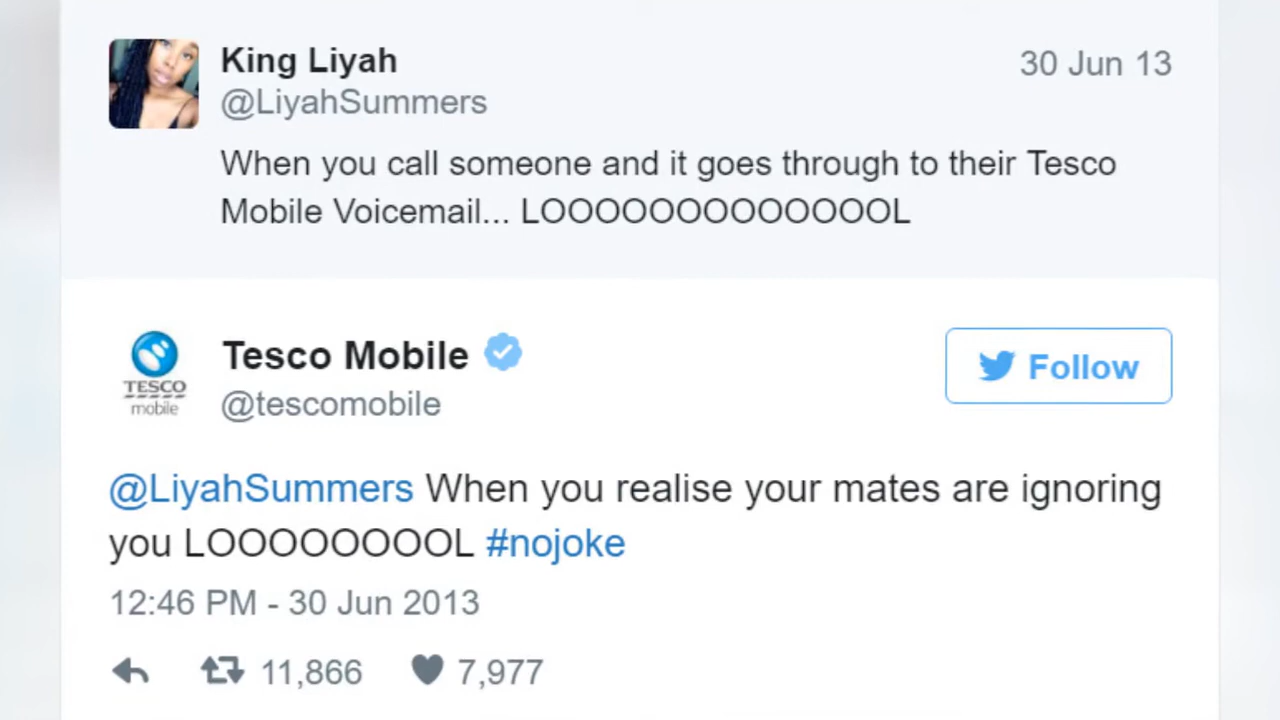 King Liyah
30 Jun 13
@LiyahSummers
When you call someone and it goes through to their Tesco
Mobile Voicemail... LOOOOOOOOOOOOOOL
Tesco Mobile
Follow
TESCO
mobile
@tescomobile
@LiyahSummers When you realise your mates are ignoring
you LOOOOOOOOL #nojoke
12:46 PM - 30 Jun 2013
11,866 7,977